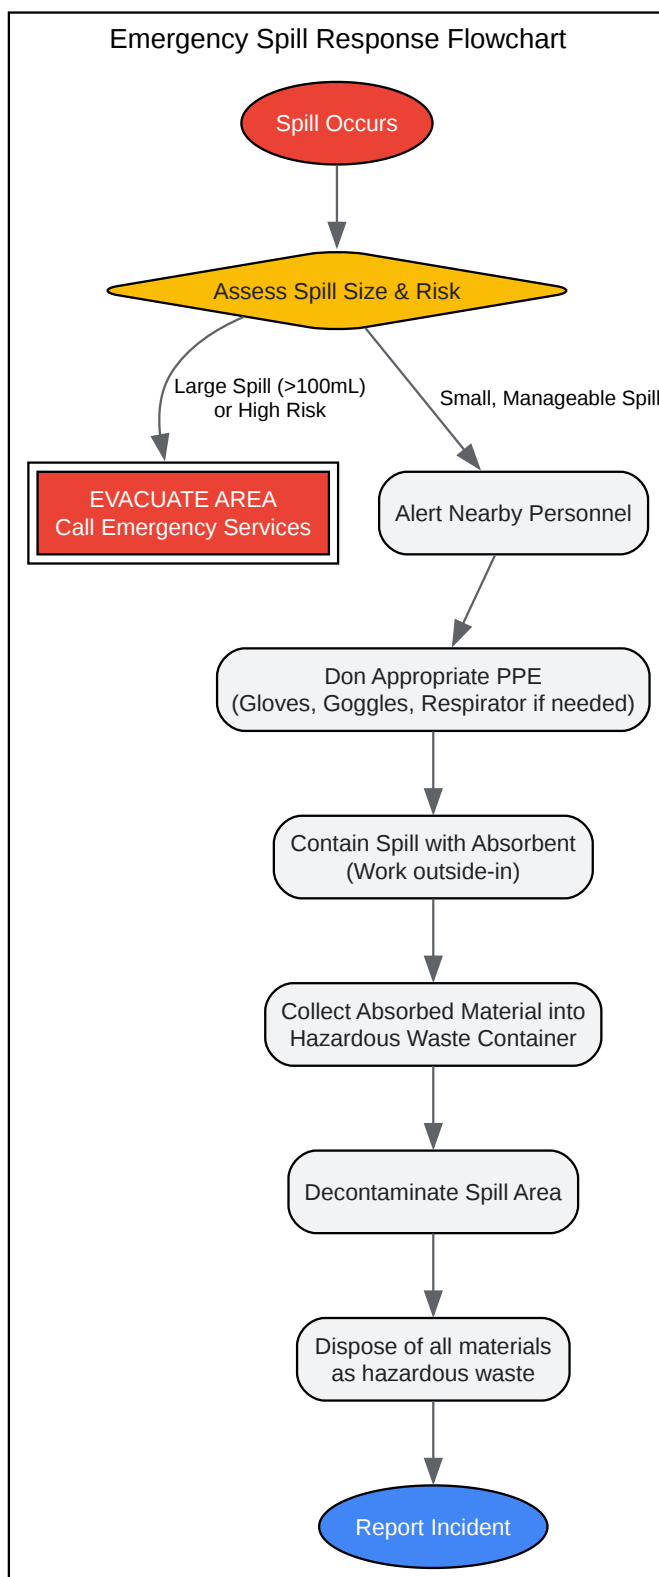 Emergency Spill Response Flowchart
Spill Occurs
Assess Spill Size & Risk
Large Spill (>100mL)
or High Risk
Small, Manageable Spill
EVACUATE AREA
Call Emergency Services
Alert Nearby Personnel
Don Appropriate PPE
(Gloves, Goggles, Respirator if needed)
Contain Spill with Absorbent
(Work outside-in)
Collect Absorbed Material into
Hazardous Waste Container
Decontaminate Spill Area
Dispose of all materials
as hazardous waste
Report Incident